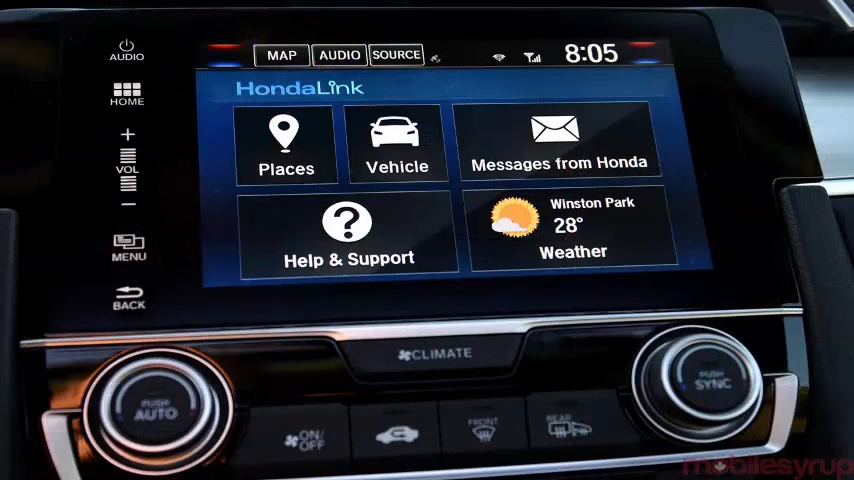 AUDIO
HOME
+
VOL
−
MENU
BACK
MAP AUDIO SOURCE 8:05
HondaLink
Places
Vehicle
Messages from Honda
?
Help & Support
Winston Park
28°
Weather
CLIMATE
PUSH
AUTO
ON/
OFF
FRONT
REAR
PUSH
SYNC
mobilesyrup